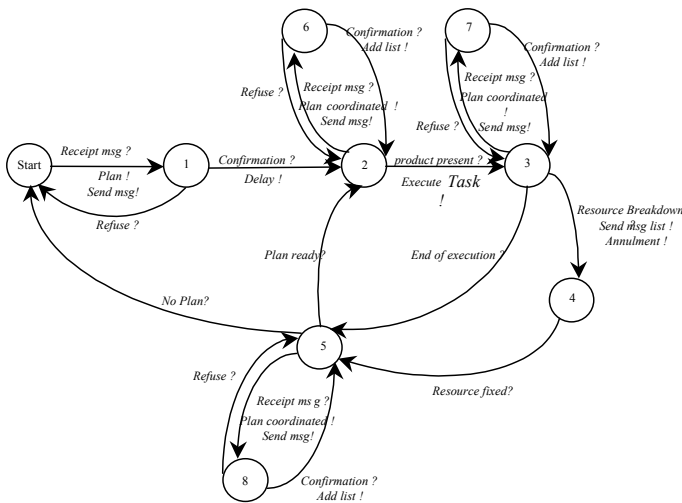 6
Confirmation ?
Add list !
Refuse ?
Receipt msg ?
Plan coordinated !
Send msg!
7
Confirmation ?
Add list !
Refuse ?
Receipt msg ?
Plan coordinated
!
Send msg!
Start
Receipt msg ?
Plan !
Send msg!
Refuse ?
1
Confirmation ?
Delay !
2
product present ?
Execute Task
!
3
Resource Breakdown
Send msg list !
?
Annulment !
Plan ready?
End of execution ?
4
No Plan?
5
Resource fixed?
Refuse ?
Receipt ms g ?
Plan coordinated !
Send msg!
8
Confirmation ?
Add list !